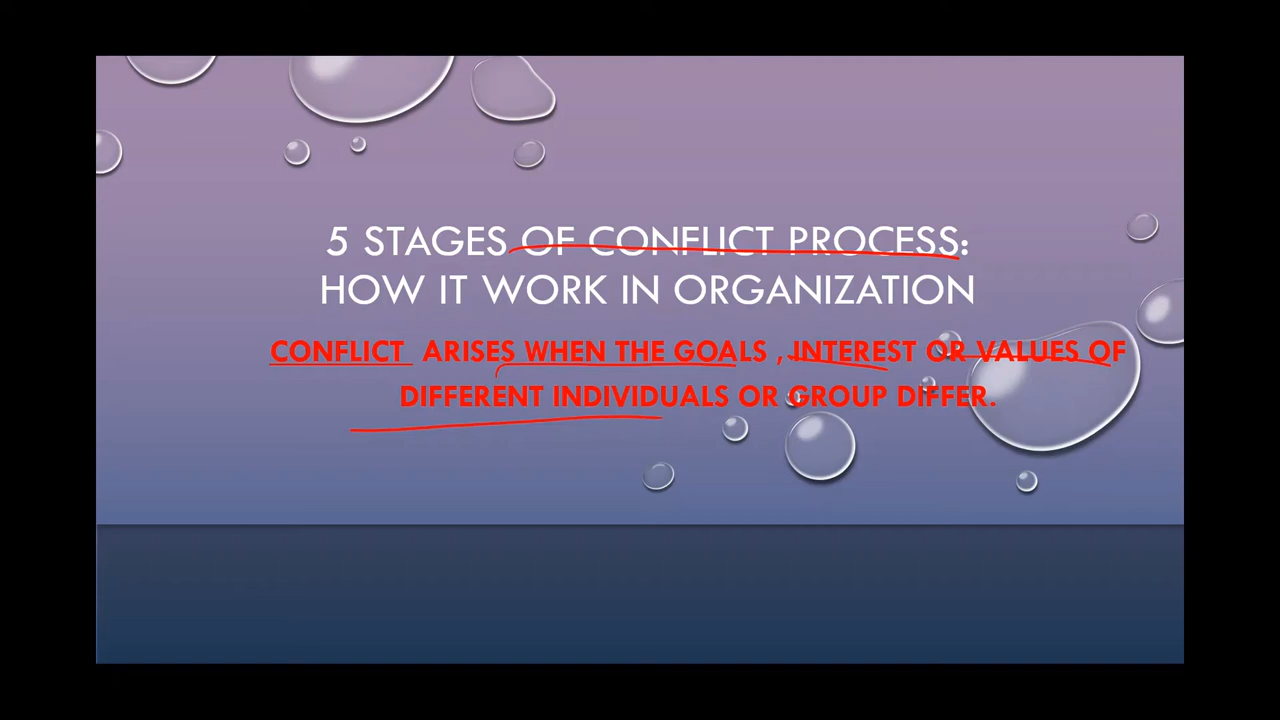 5 STAGES OF CONFLICT PROCESS:
HOW IT WORK IN ORGANIZATION
CONFLICT ARISES WHEN THE GOALS , INTEREST OR VALUES OF
DIFFERENT INDIVIDUALS OR GROUP DIFFER.